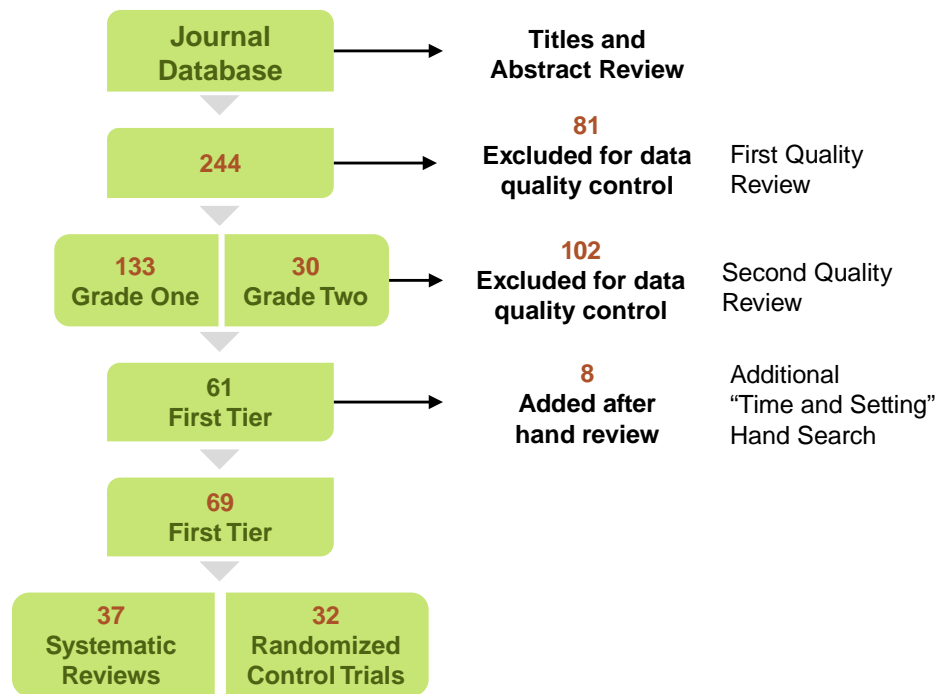 Journal
Database
Titles and
Abstract Review
244
81
Excluded for data
quality control
First Quality
Review
133
Grade One
30
Grade Two
102
Excluded for data
quality control
Second Quality
Review
61
First Tier
8
Added after
hand review
Additional
“Time and Setting”
Hand Search
69
First Tier
37
Systematic
Reviews
32
Randomized
Control Trials